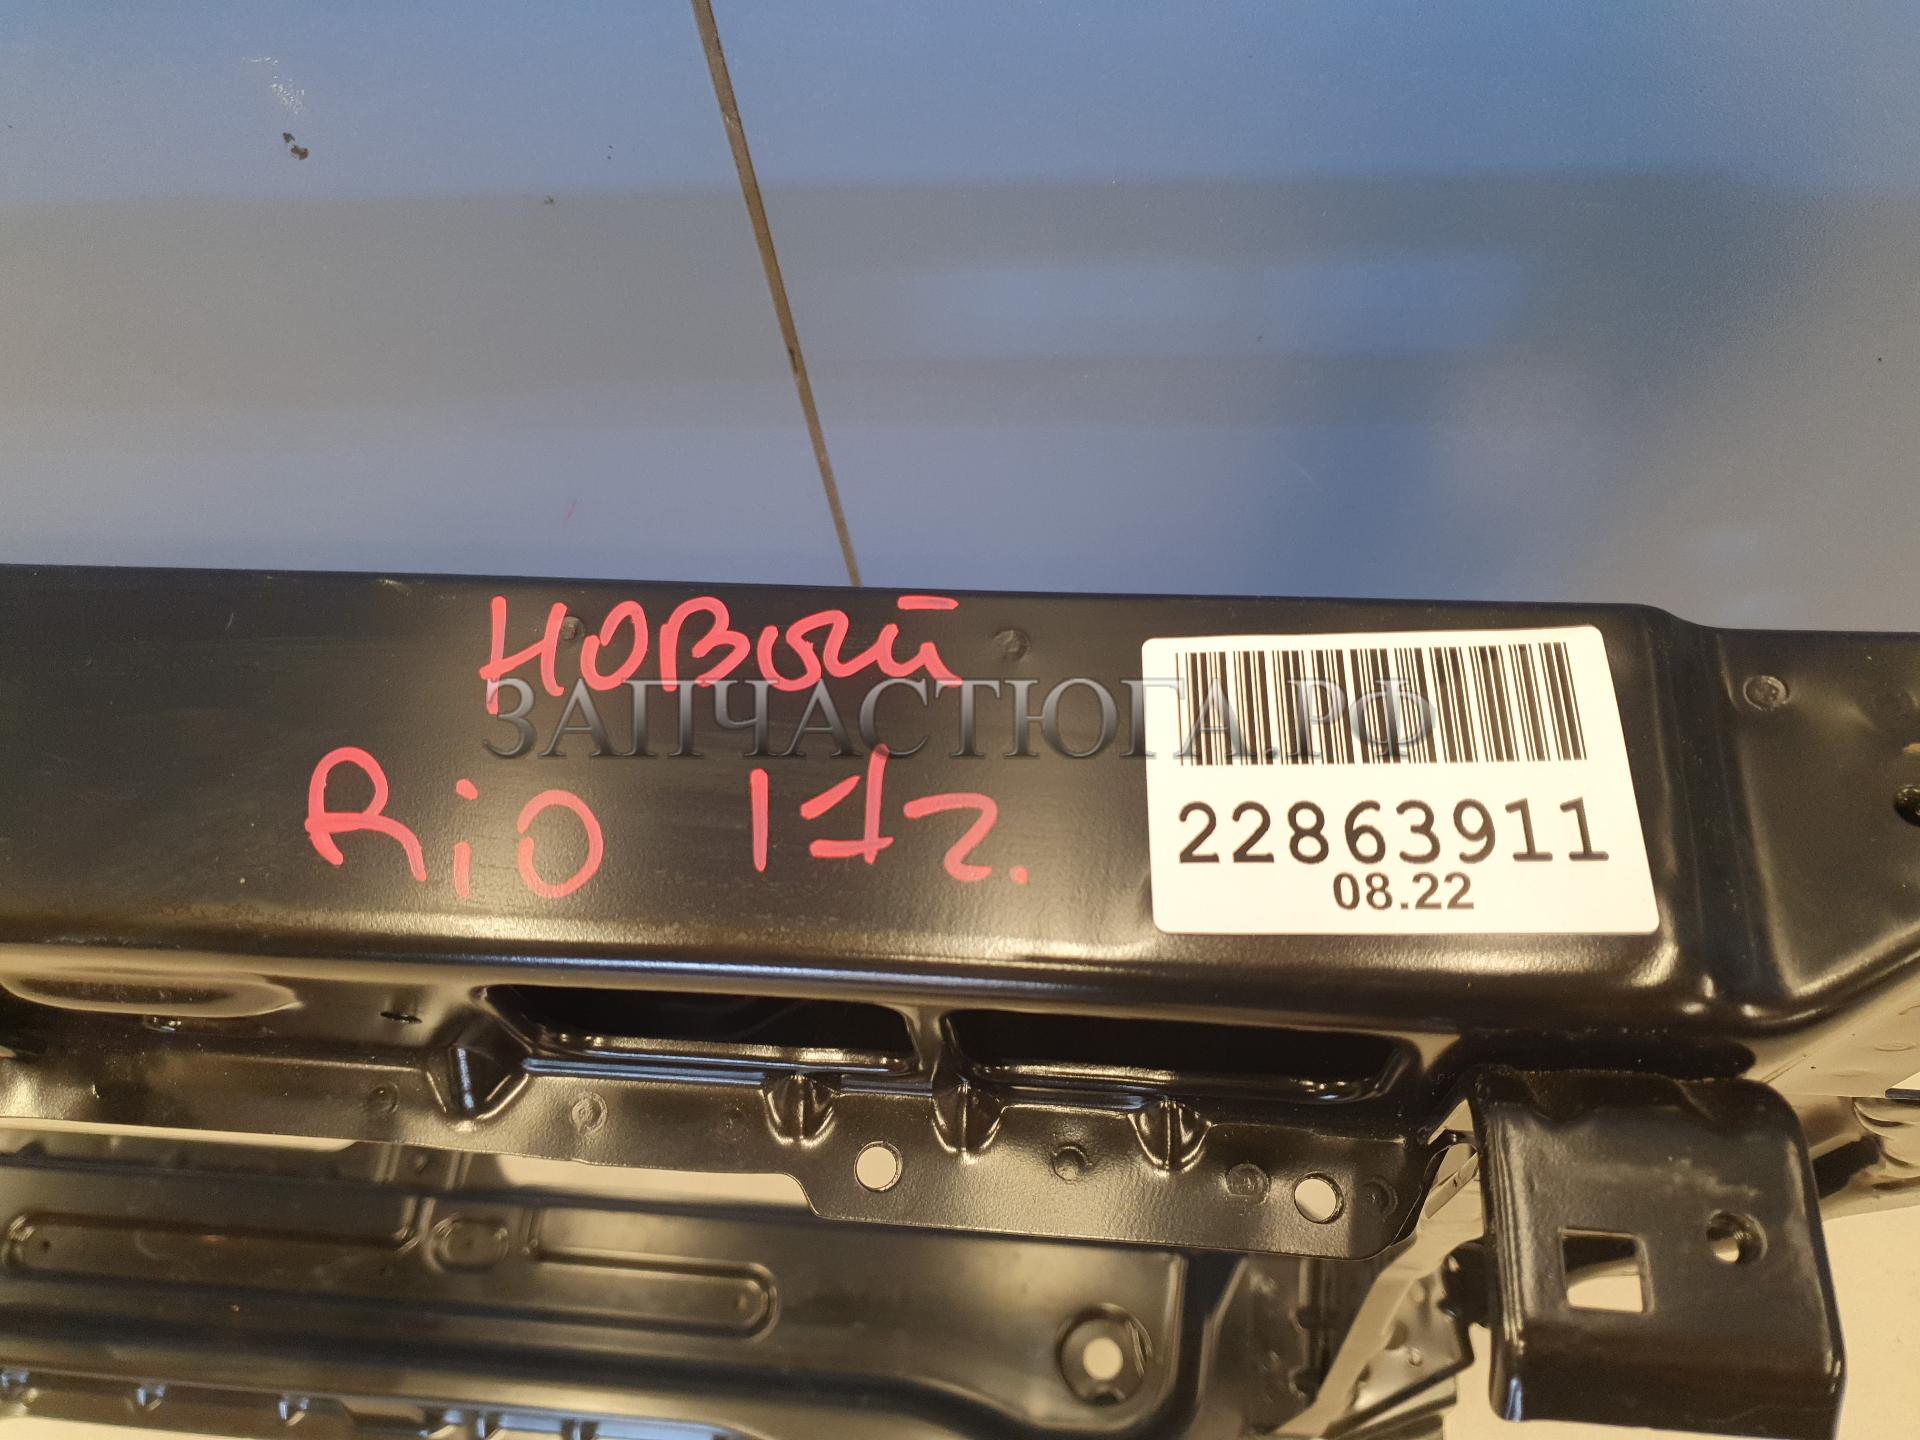 новый
ЗАПЧАСТЮГА.РФ
Rio 17г.
22863911
08.22